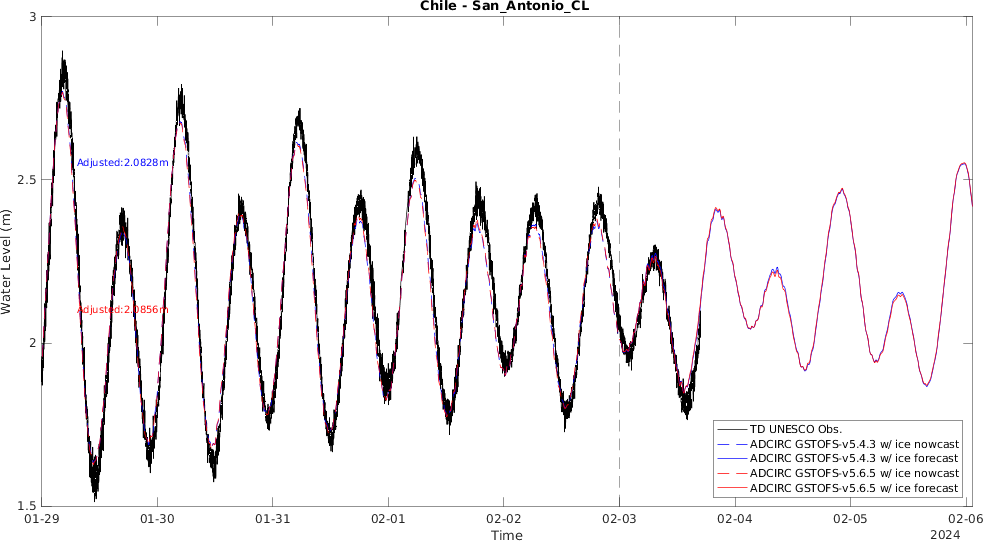 Chile - San_Antonio_CL
3
2.5
2
1.5
Water Level (m)
Adjusted:2.0828m
Adjusted:2.0856m
TD UNESCO Obs.
ADCIRC GSTOFS-v5.4.3 w/ ice nowcast
ADCIRC GSTOFS-v5.4.3 w/ ice forecast
ADCIRC GSTOFS-v5.6.5 w/ ice nowcast
ADCIRC GSTOFS-v5.6.5 w/ ice forecast
01-29 01-30 01-31 02-01 02-02 02-03 02-04 02-05 02-06
Time
2024